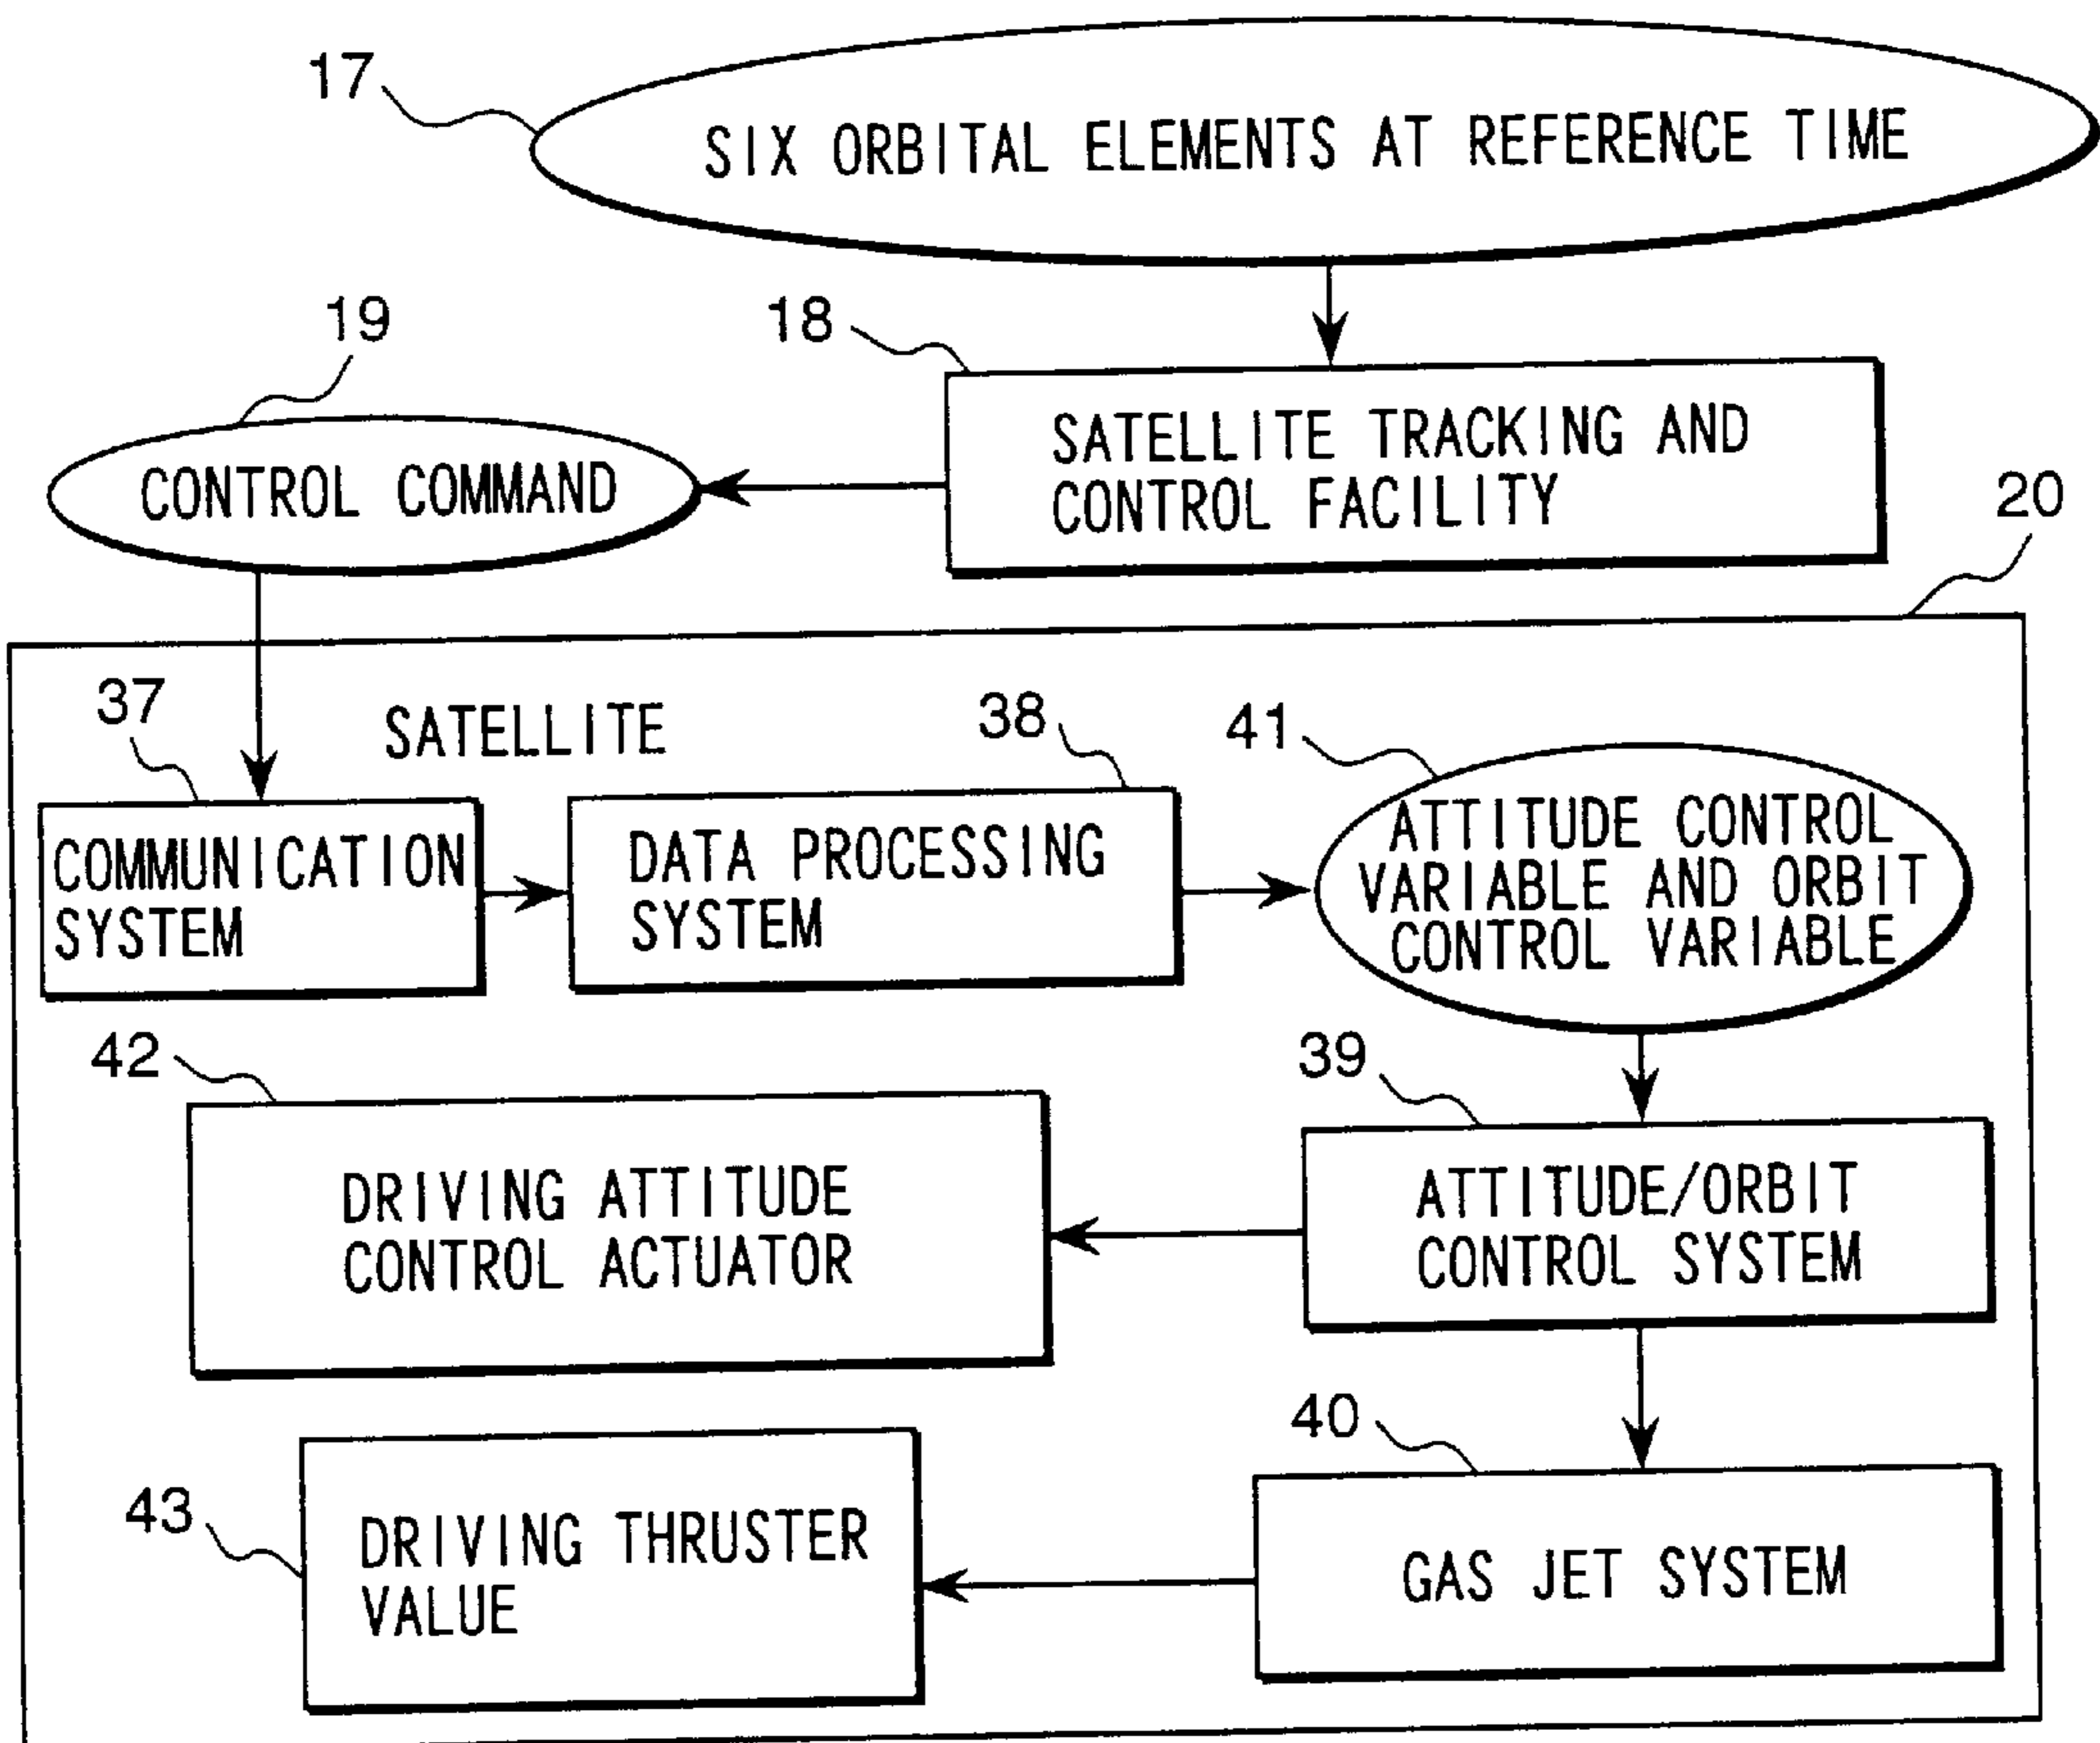 17
SIX ORBITAL ELEMENTS AT REFERENCE TIME
19
18
SATELLITE TRACKING AND
CONTROL FACILITY
CONTROL COMMAND
20
37
SATELLITE
38
41
COMMUNICATION
SYSTEM
DATA PROCESSING
SYSTEM
ATTITUDE CONTROL
VARIABLE AND ORBIT
CONTROL VARIABLE
42
39
DRIVING ATTITUDE
CONTROL ACTUATOR
ATTITUDE/ORBIT
CONTROL SYSTEM
40
43
DRIVING THRUSTER
VALUE
GAS JET SYSTEM